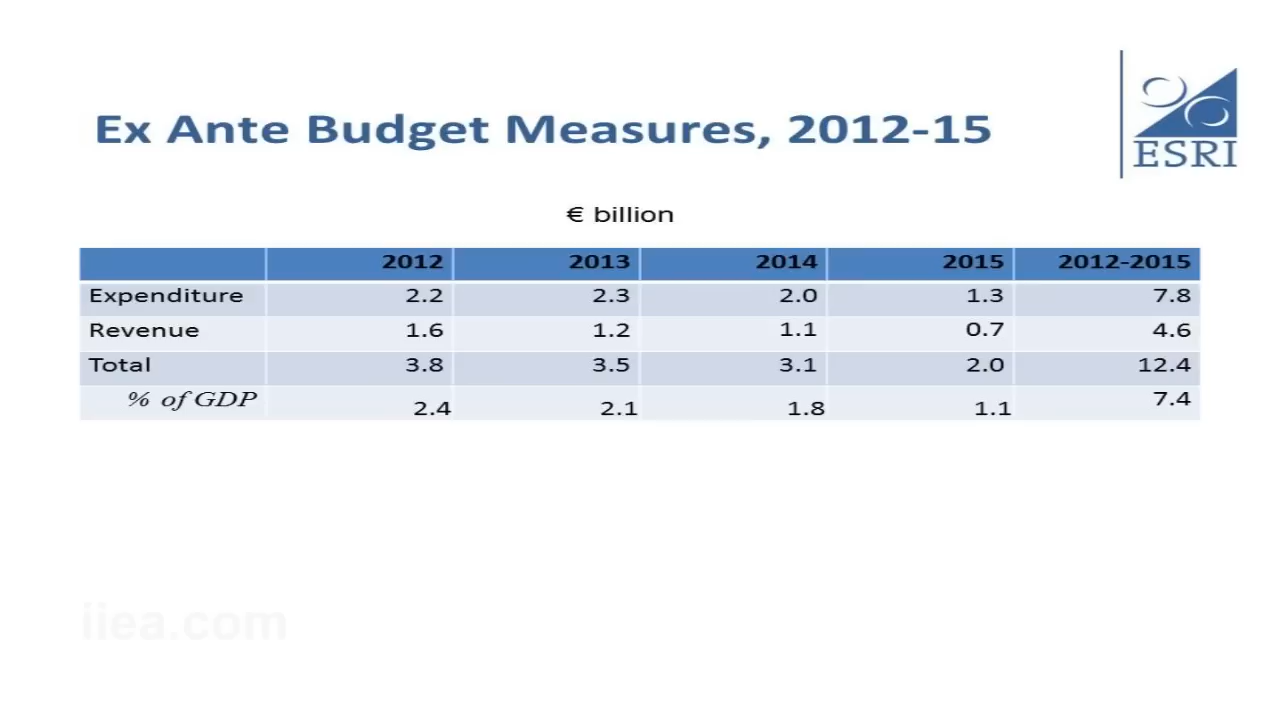 Ex Ante Budget Measures, 2012-15
ESRI
€ billion
2012 2013 2014 2015 2012-2015
Expenditure 2.2 2.3 2.0 1.3 7.8
Revenue 1.6 1.2 1.1 0.7 4.6
Total 3.8 3.5 3.1 2.0 12.4
% of GDP 2.4 2.1 1.8 1.1 7.4
iiea.com